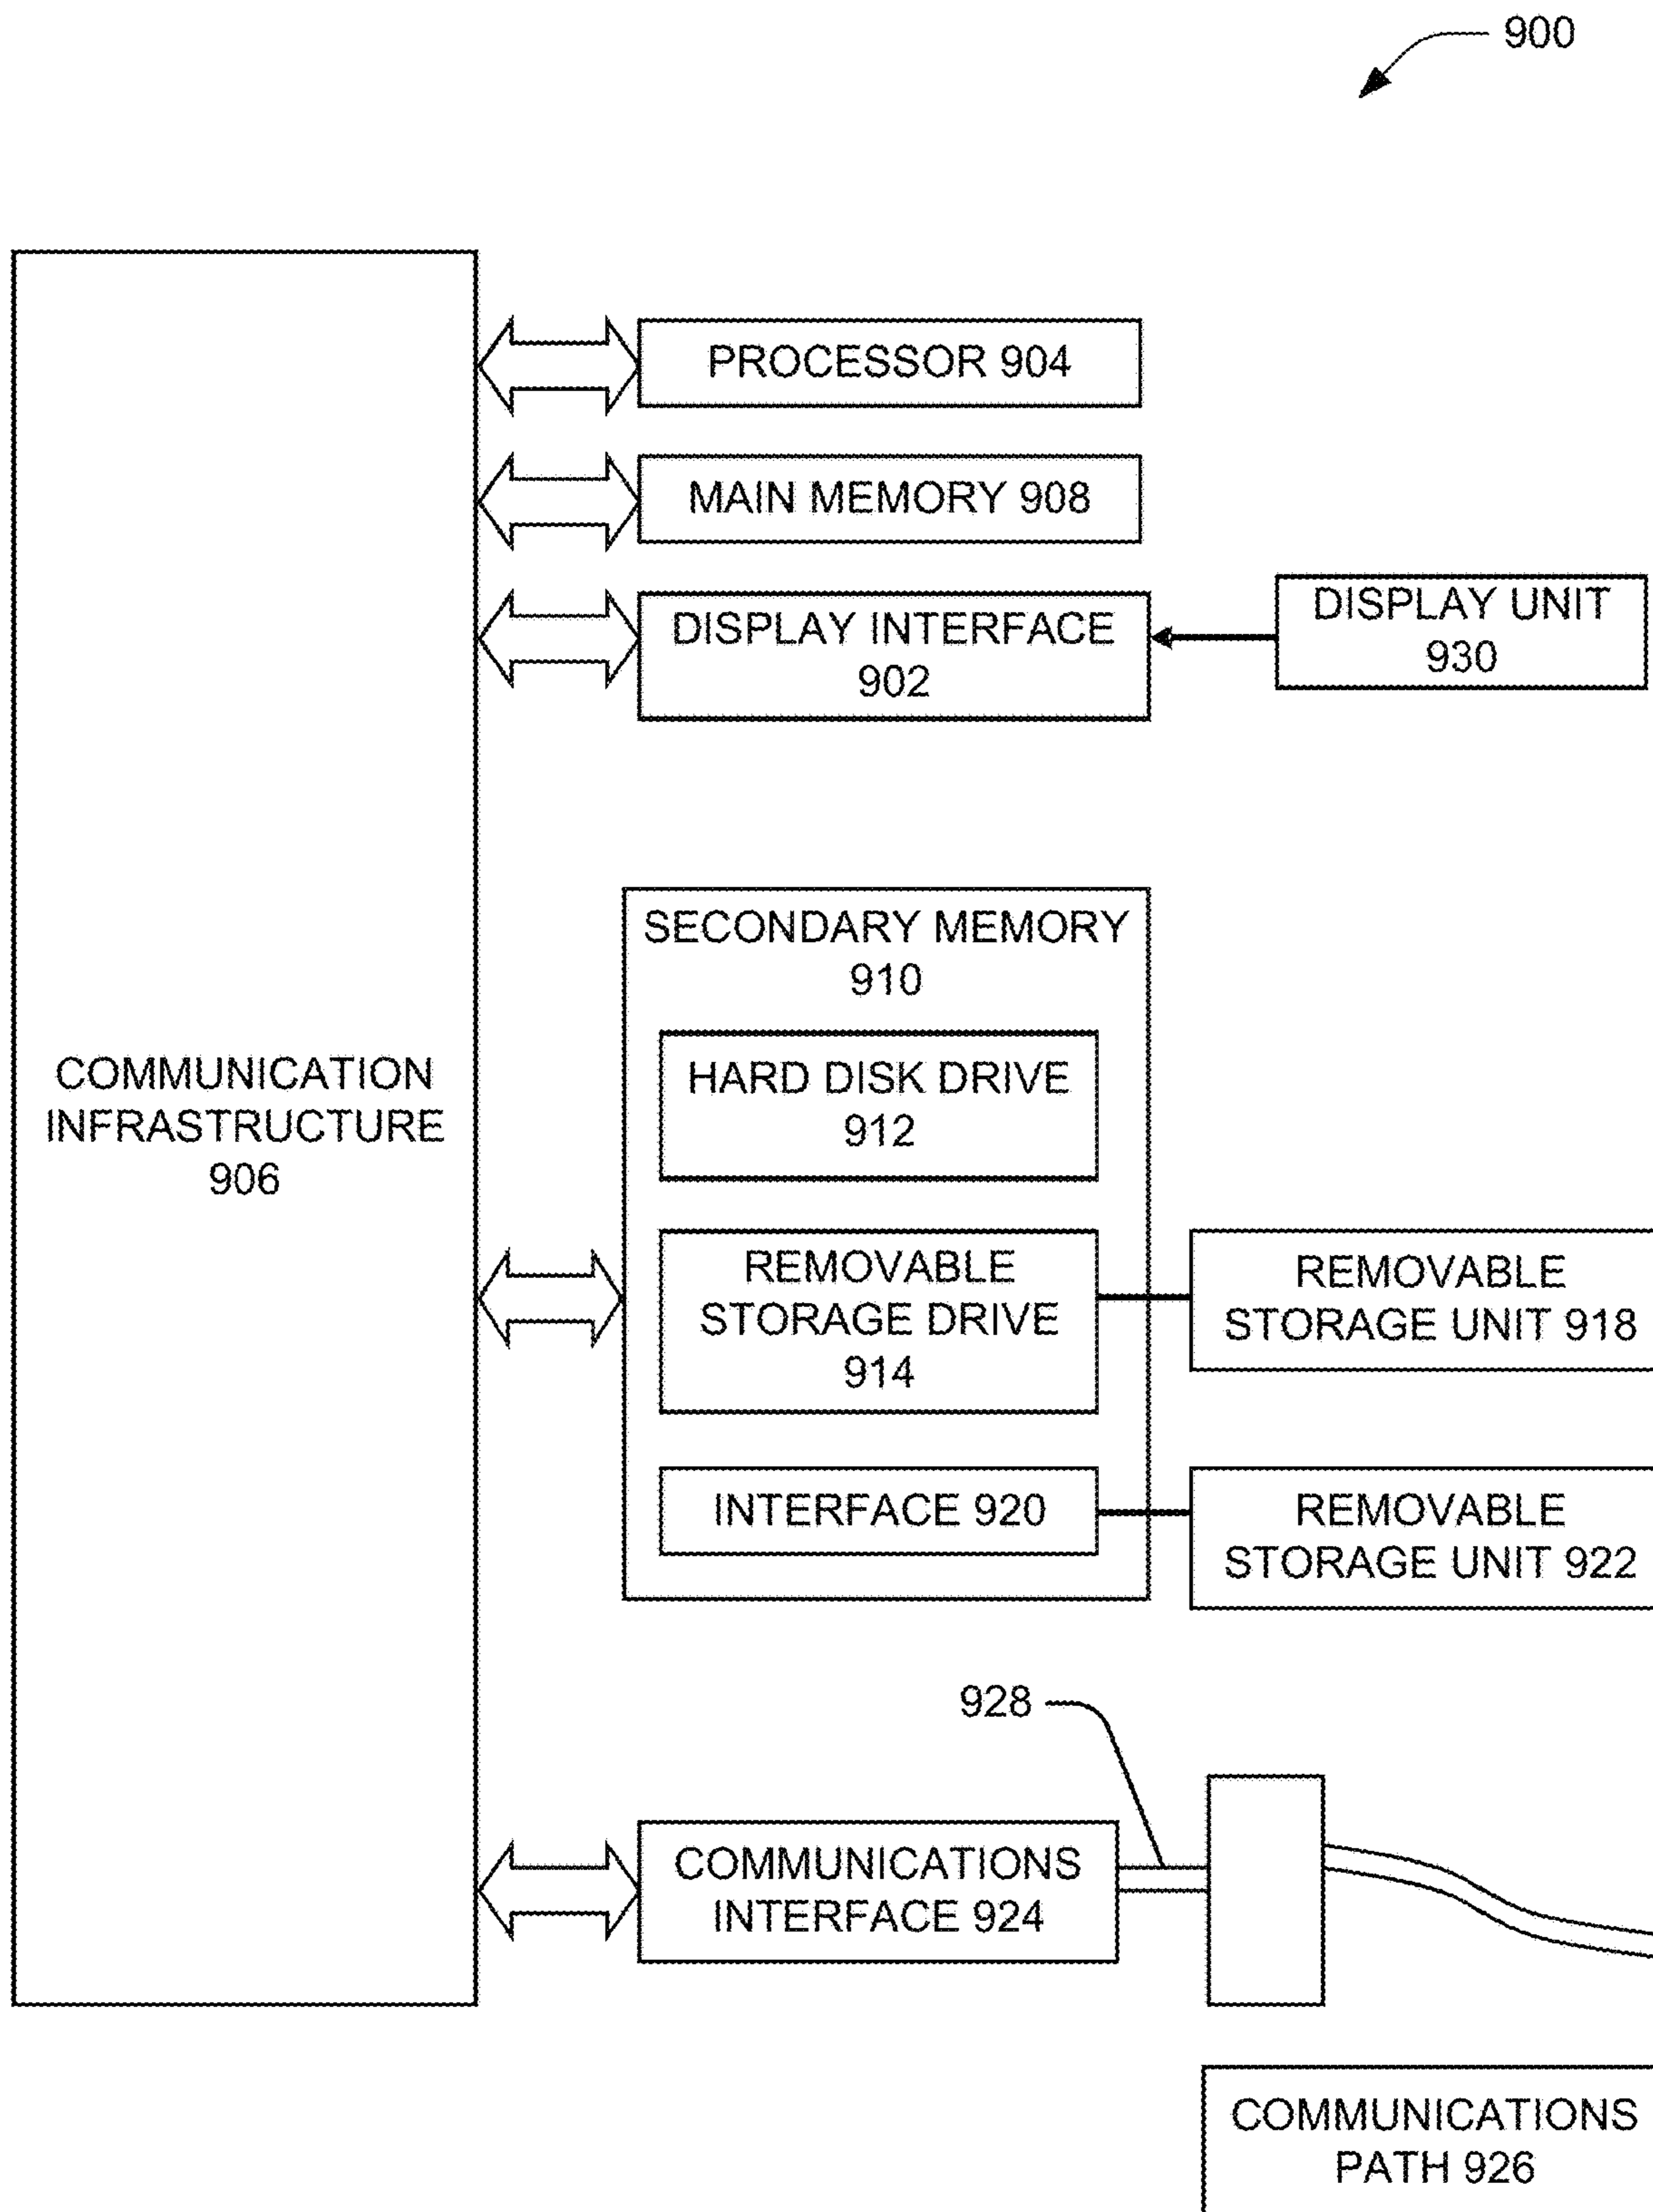 900
PROCESSOR 904
MAIN MEMORY 908
DISPLAY INTERFACE
902
DISPLAY UNIT
930
SECONDARY MEMORY
910
HARD DISK DRIVE
912
COMMUNICATION
INFRASTRUCTURE
906
REMOVABLE
STORAGE DRIVE
914
REMOVABLE
STORAGE UNIT 918
INTERFACE 920
REMOVABLE
STORAGE UNIT 922
928
COMMUNICATIONS
INTERFACE 924
COMMUNICATIONS
PATH 926